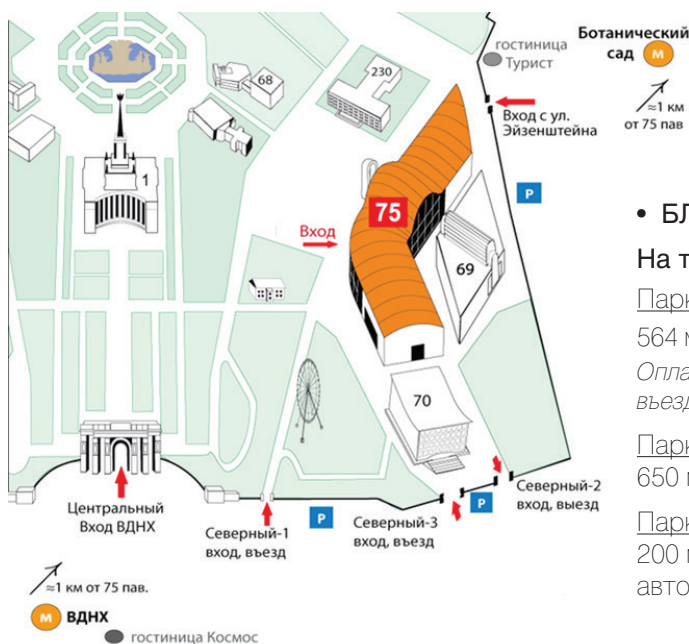 гостиница
Турист
Ботанический
сад М
≈1 км
от 75 пав
Вход с ул.
Эйзенштейна
68
230
1
P
75
Вход
69
70
• БЛ
На т
Парк
564 м
Опла
въезд
Парк
650 м
Парк
200 м
авто
Центральный
Вход ВДНХ
Северный-1
вход, въезд
P
Северный-3
вход, въезд
P
Северный-2
вход, выезд
≈1 км от 75 пав.
М ВДНХ
гостиница Космос